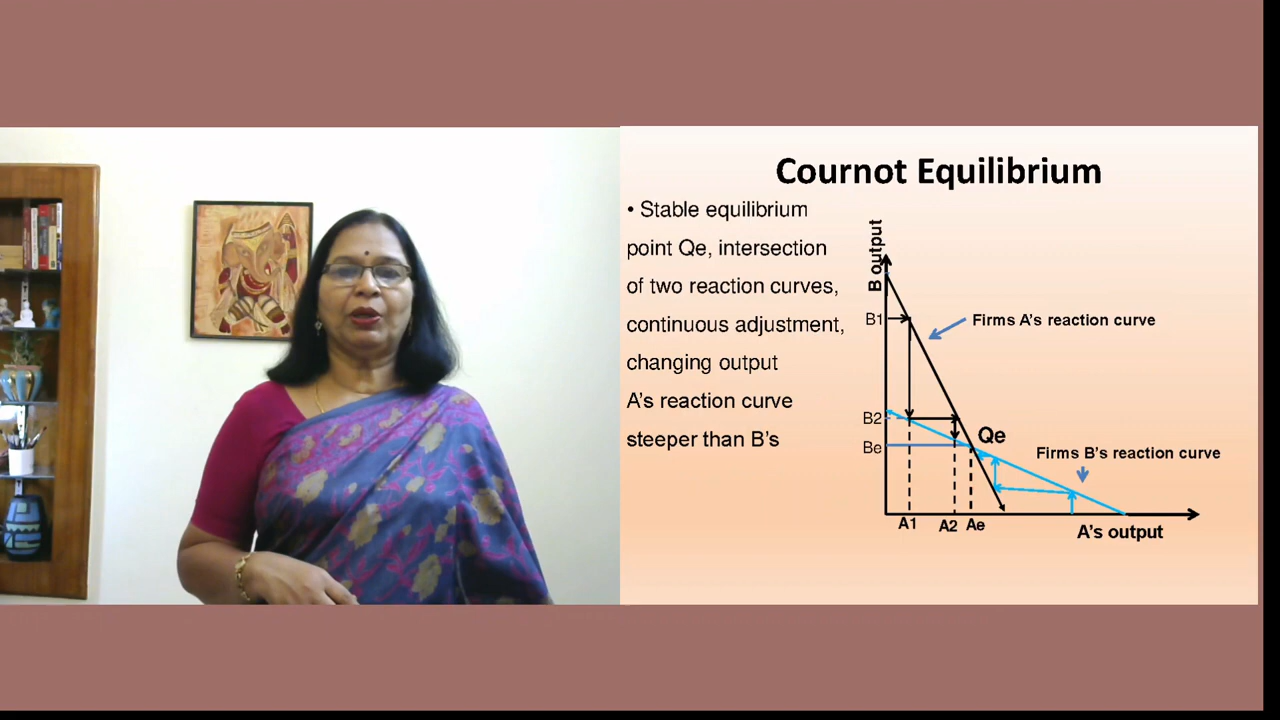 Cournot Equilibrium
• Stable equilibrium
point Qe, intersection
of two reaction curves,
continuous adjustment,
changing output
A's reaction curve
steeper than B's
B output
B1
Firms A's reaction curve
B2
Qe
Be
Firms B's reaction curve
A1
A2
Ae
A's output